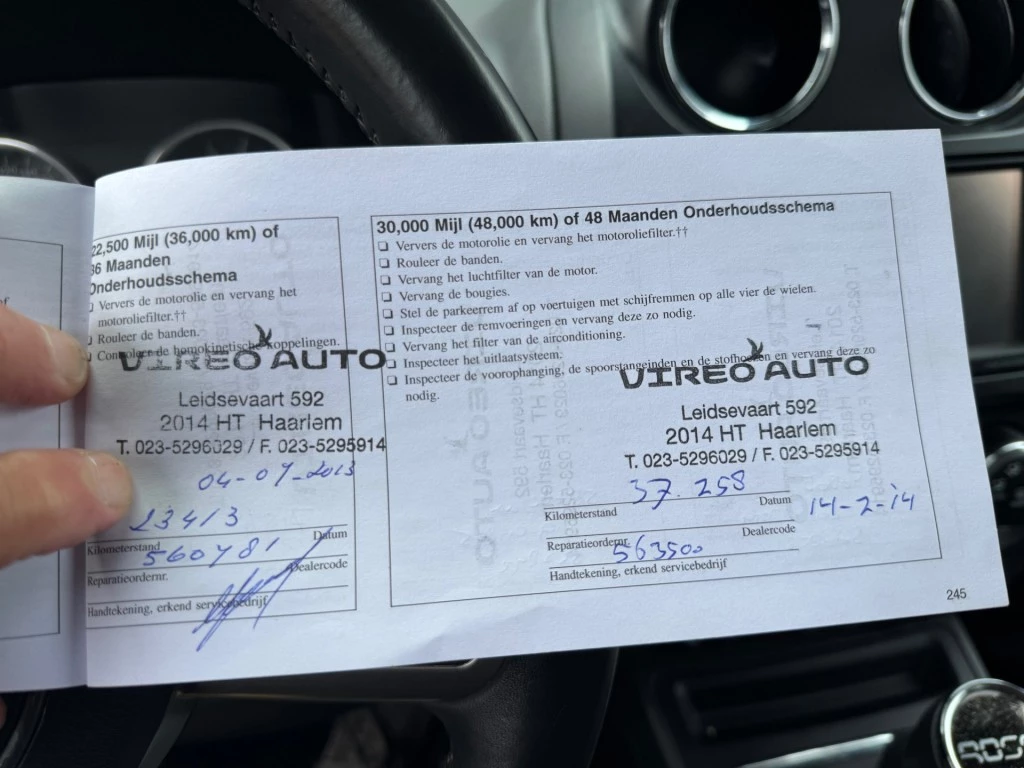 22,500 Mijl (36,000 km) of
36 Maanden
Onderhoudsschema
❏ Ververs de motorolie en vervang het
motoroliefilter.††
❏ Rouleer de banden.
❏ Controleer de homokinetische koppelingen.
VIREO AUTO
Leidsevaart 592
2014 HT Haarlem
T. 023-5296029 / F. 023-5295914
04-07-2013
23413
Kilometerstand Datum
560781
Reparatieordernr. Dealercode
Handtekening, erkend servicebedrijf
30,000 Mijl (48,000 km) of 48 Maanden Onderhoudsschema
❏ Ververs de motorolie en vervang het motoroliefilter.††
❏ Rouleer de banden.
❏ Vervang het luchtfilter van de motor.
❏ Vervang de bougies.
❏ Stel de parkeerrem af op voertuigen met schijfremmen op alle vier de wielen.
❏ Inspecteer de remvoeringen en vervang deze zo nodig.
❏ Vervang het filter van de airconditioning.
❏ Inspecteer het uitlaatsysteem.
❏ Inspecteer de voorophanging, de spoorstangeinden en de stofhoezen en vervang deze zo
nodig.
VIREO AUTO
Leidsevaart 592
2014 HT Haarlem
T. 023-5296029 / F. 023-5295914
37.258
Kilometerstand Datum 14-2-14
Reparatieordernr. Dealercode
563500
Handtekening, erkend servicebedrijf
245